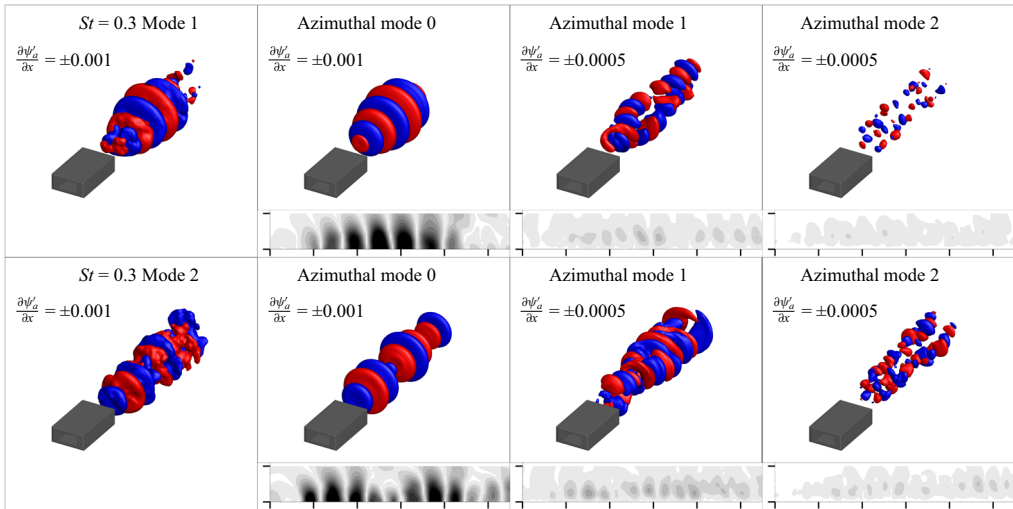 St = 0.3 Mode 1
Azimuthal mode 0
Azimuthal mode 1
Azimuthal mode 2
∂ψ′ₐ/∂x = ±0.001
∂ψ′ₐ/∂x = ±0.001
∂ψ′ₐ/∂x = ±0.0005
∂ψ′ₐ/∂x = ±0.0005
St = 0.3 Mode 2
Azimuthal mode 0
Azimuthal mode 1
Azimuthal mode 2
∂ψ′ₐ/∂x = ±0.001
∂ψ′ₐ/∂x = ±0.001
∂ψ′ₐ/∂x = ±0.0005
∂ψ′ₐ/∂x = ±0.0005